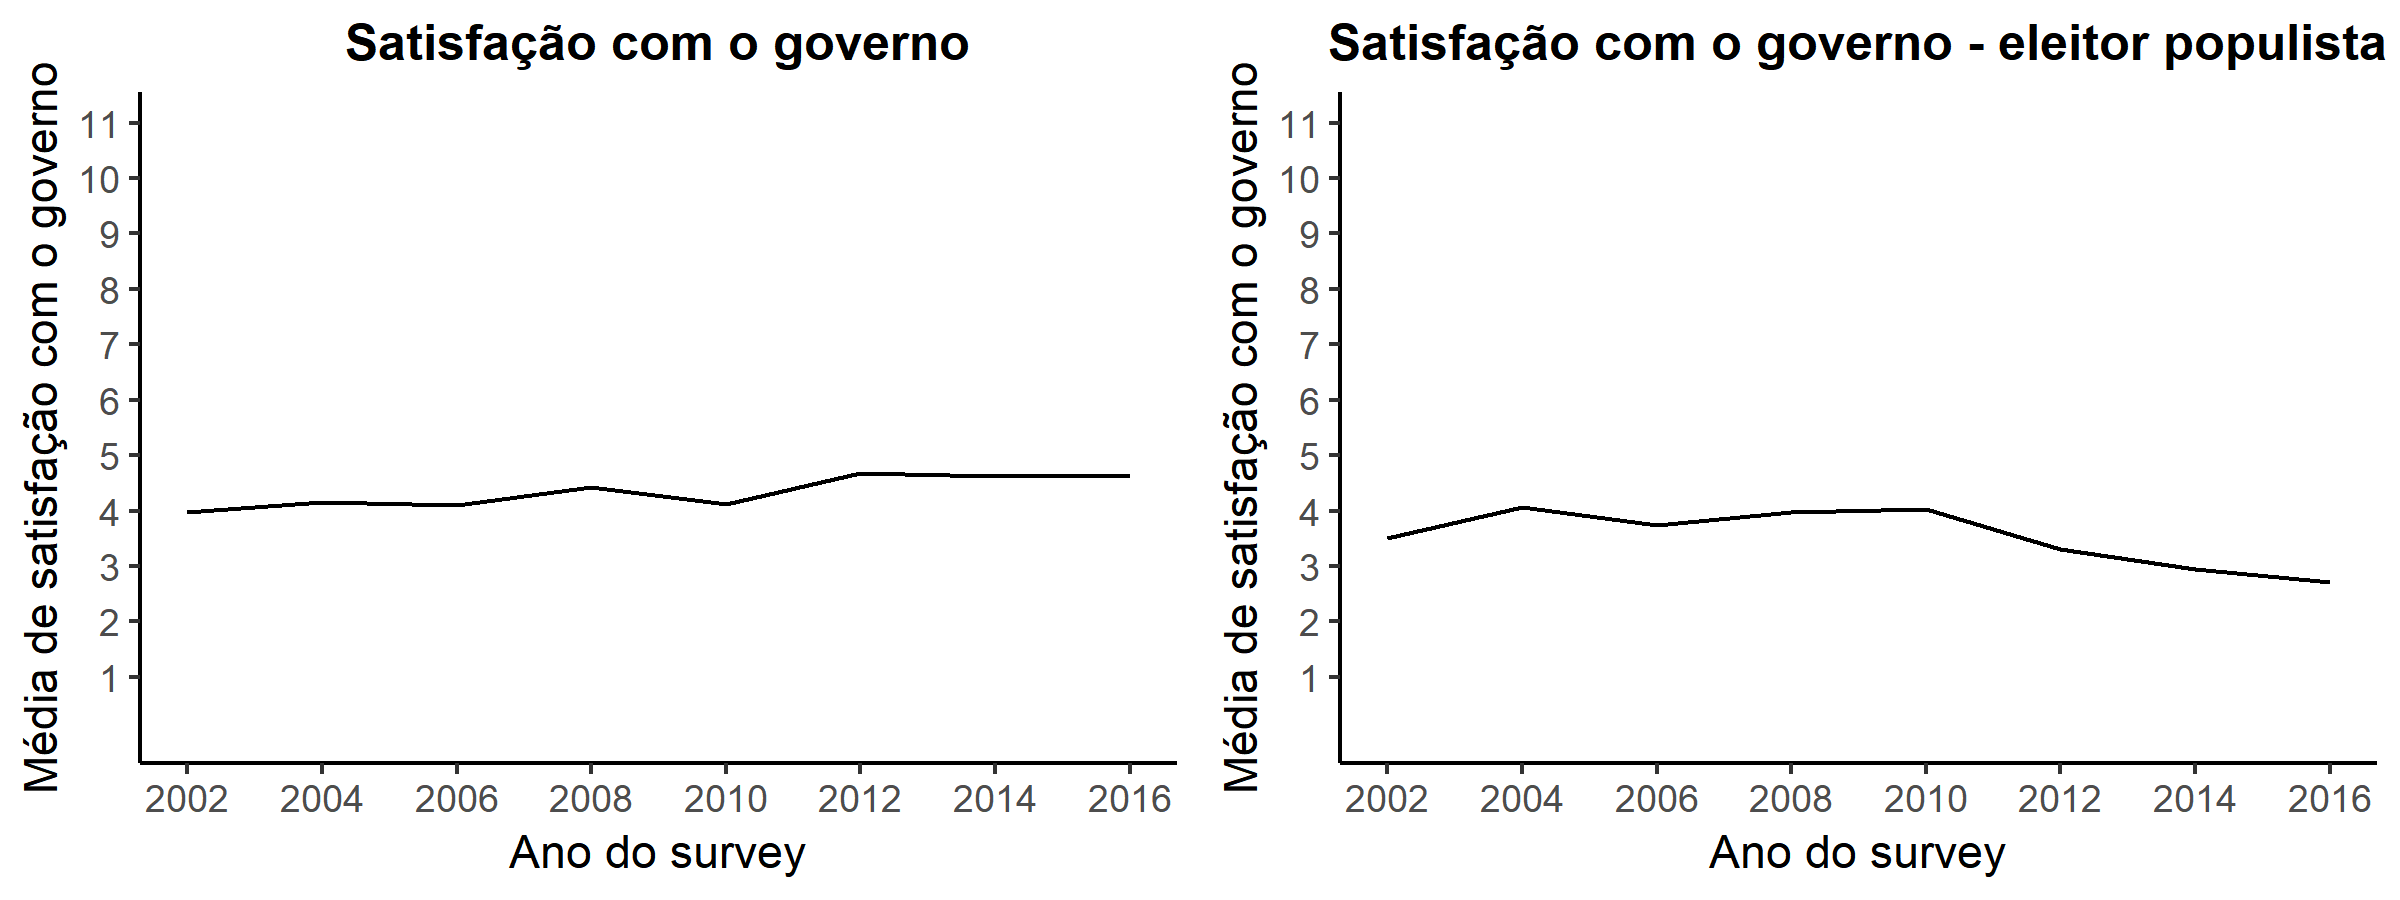 Satisfação com o governo
Média de satisfação com o governo
11
10
9
8
7
6
5
4
3
2
1
2002 2004 2006 2008 2010 2012 2014 2016
Ano do survey
Satisfação com o governo - eleitor populista
Média de satisfação com o governo
11
10
9
8
7
6
5
4
3
2
1
2002 2004 2006 2008 2010 2012 2014 2016
Ano do survey